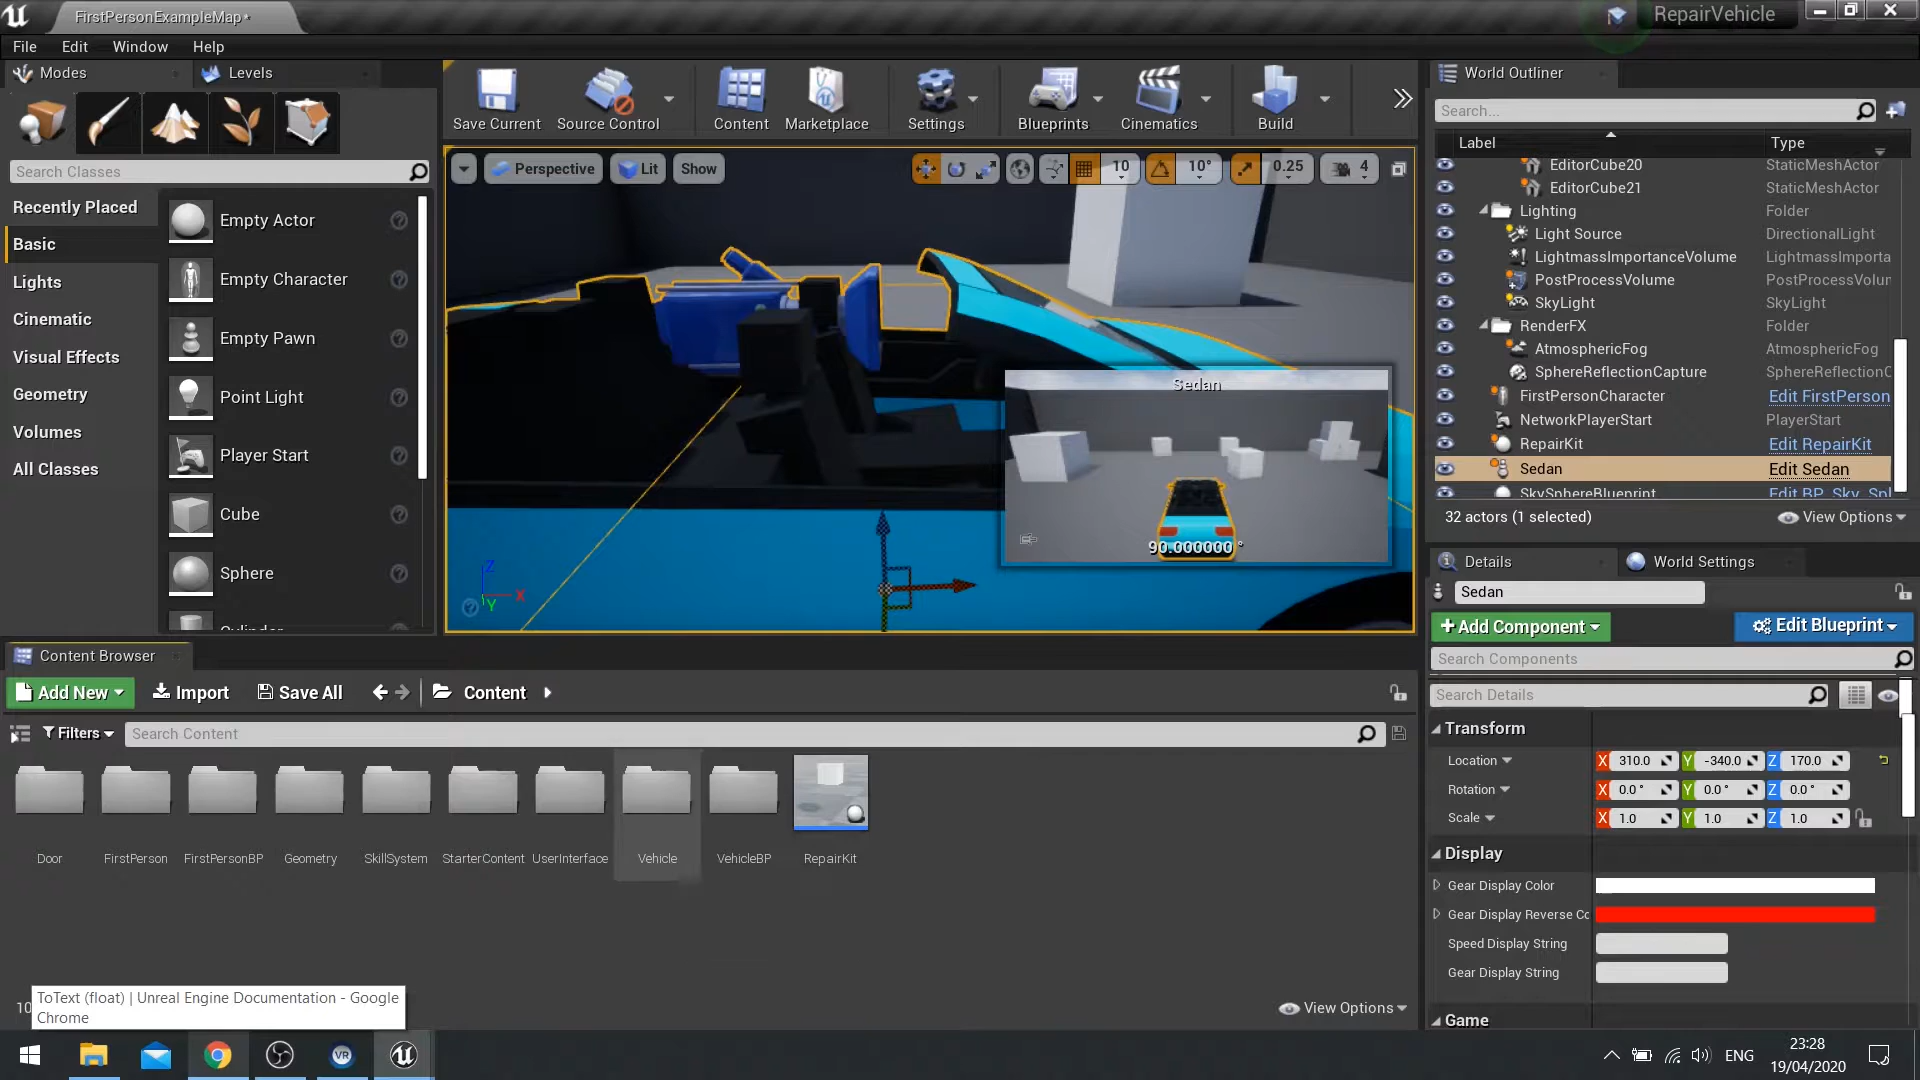 FirstPersonExampleMap*
RepairVehicle
File Edit Window Help
Modes
Levels
Search Classes
Recently Placed
Basic
Lights
Cinematic
Visual Effects
Geometry
Volumes
All Classes
Empty Actor
Empty Character
Empty Pawn
Point Light
Player Start
Cube
Sphere
Save Current
Source Control
Content
Marketplace
Settings
Blueprints
Cinematics
Build
Perspective
Lit
Show
10
10°
0.25
4
Sedan
90.000000 °
Z
X
Y
World Outliner
Search...
Label Type
EditorCube20 StaticMeshActor
EditorCube21 StaticMeshActor
Lighting Folder
Light Source DirectionalLight
LightmassImportanceVolume LightmassImporta
PostProcessVolume PostProcessVolur
SkyLight SkyLight
RenderFX Folder
AtmosphericFog AtmosphericFog
SphereReflectionCapture SphereReflectionC
FirstPersonCharacter Edit FirstPerson
NetworkPlayerStart PlayerStart
RepairKit Edit RepairKit
Sedan Edit Sedan
SkySphereBlueprint Edit BP_Sky_Sp
32 actors (1 selected)
View Options
Details
World Settings
Sedan
+ Add Component
Edit Blueprint
Search Components
Search Details
Transform
Location X 310.0 Y -340.0 Z 170.0
Rotation X 0.0 ° Y 0.0 ° Z 0.0 °
Scale X 1.0 Y 1.0 Z 1.0
Display
Gear Display Color
Gear Display Reverse Co
Speed Display String
Gear Display String
Game
Content Browser
Add New
Import
Save All
Content
Filters
Search Content
Door
FirstPerson
FirstPersonBP
Geometry
SkillSystem
StarterContent
UserInterface
Vehicle
VehicleBP
RepairKit
10
View Options
ToText (float) | Unreal Engine Documentation - Google
Chrome
VR
ENG
23:28
19/04/2020